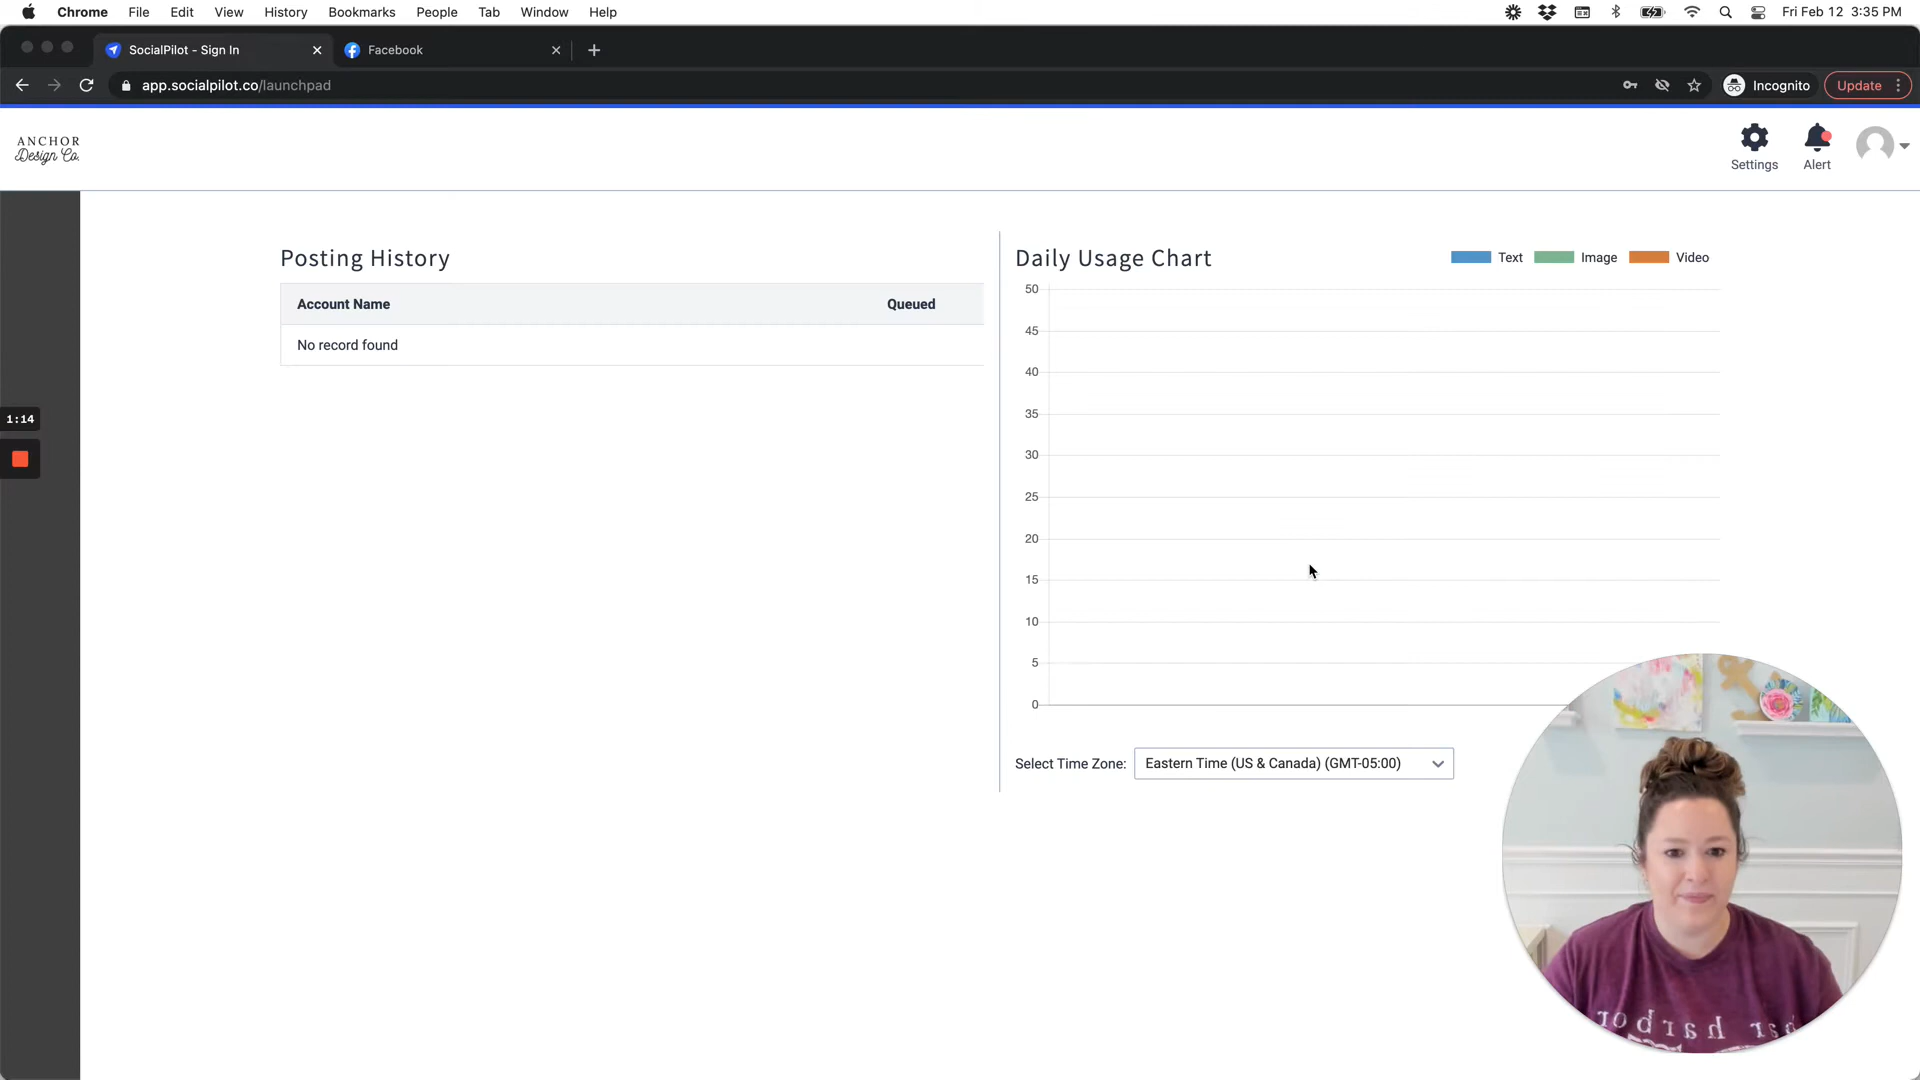 Chrome File Edit View History Bookmarks People Tab Window Help Fri Feb 12 3:35 PM
SocialPilot - Sign In Facebook
app.socialpilot.co/launchpad Incognito Update
ANCHOR
Design Co.
Settings Alert
Posting History
Account Name Queued
No record found
1:14
Daily Usage Chart Text Image Video
50
45
40
35
30
25
20
15
10
5
0
Select Time Zone: Eastern Time (US & Canada) (GMT-05:00)
bar harbor